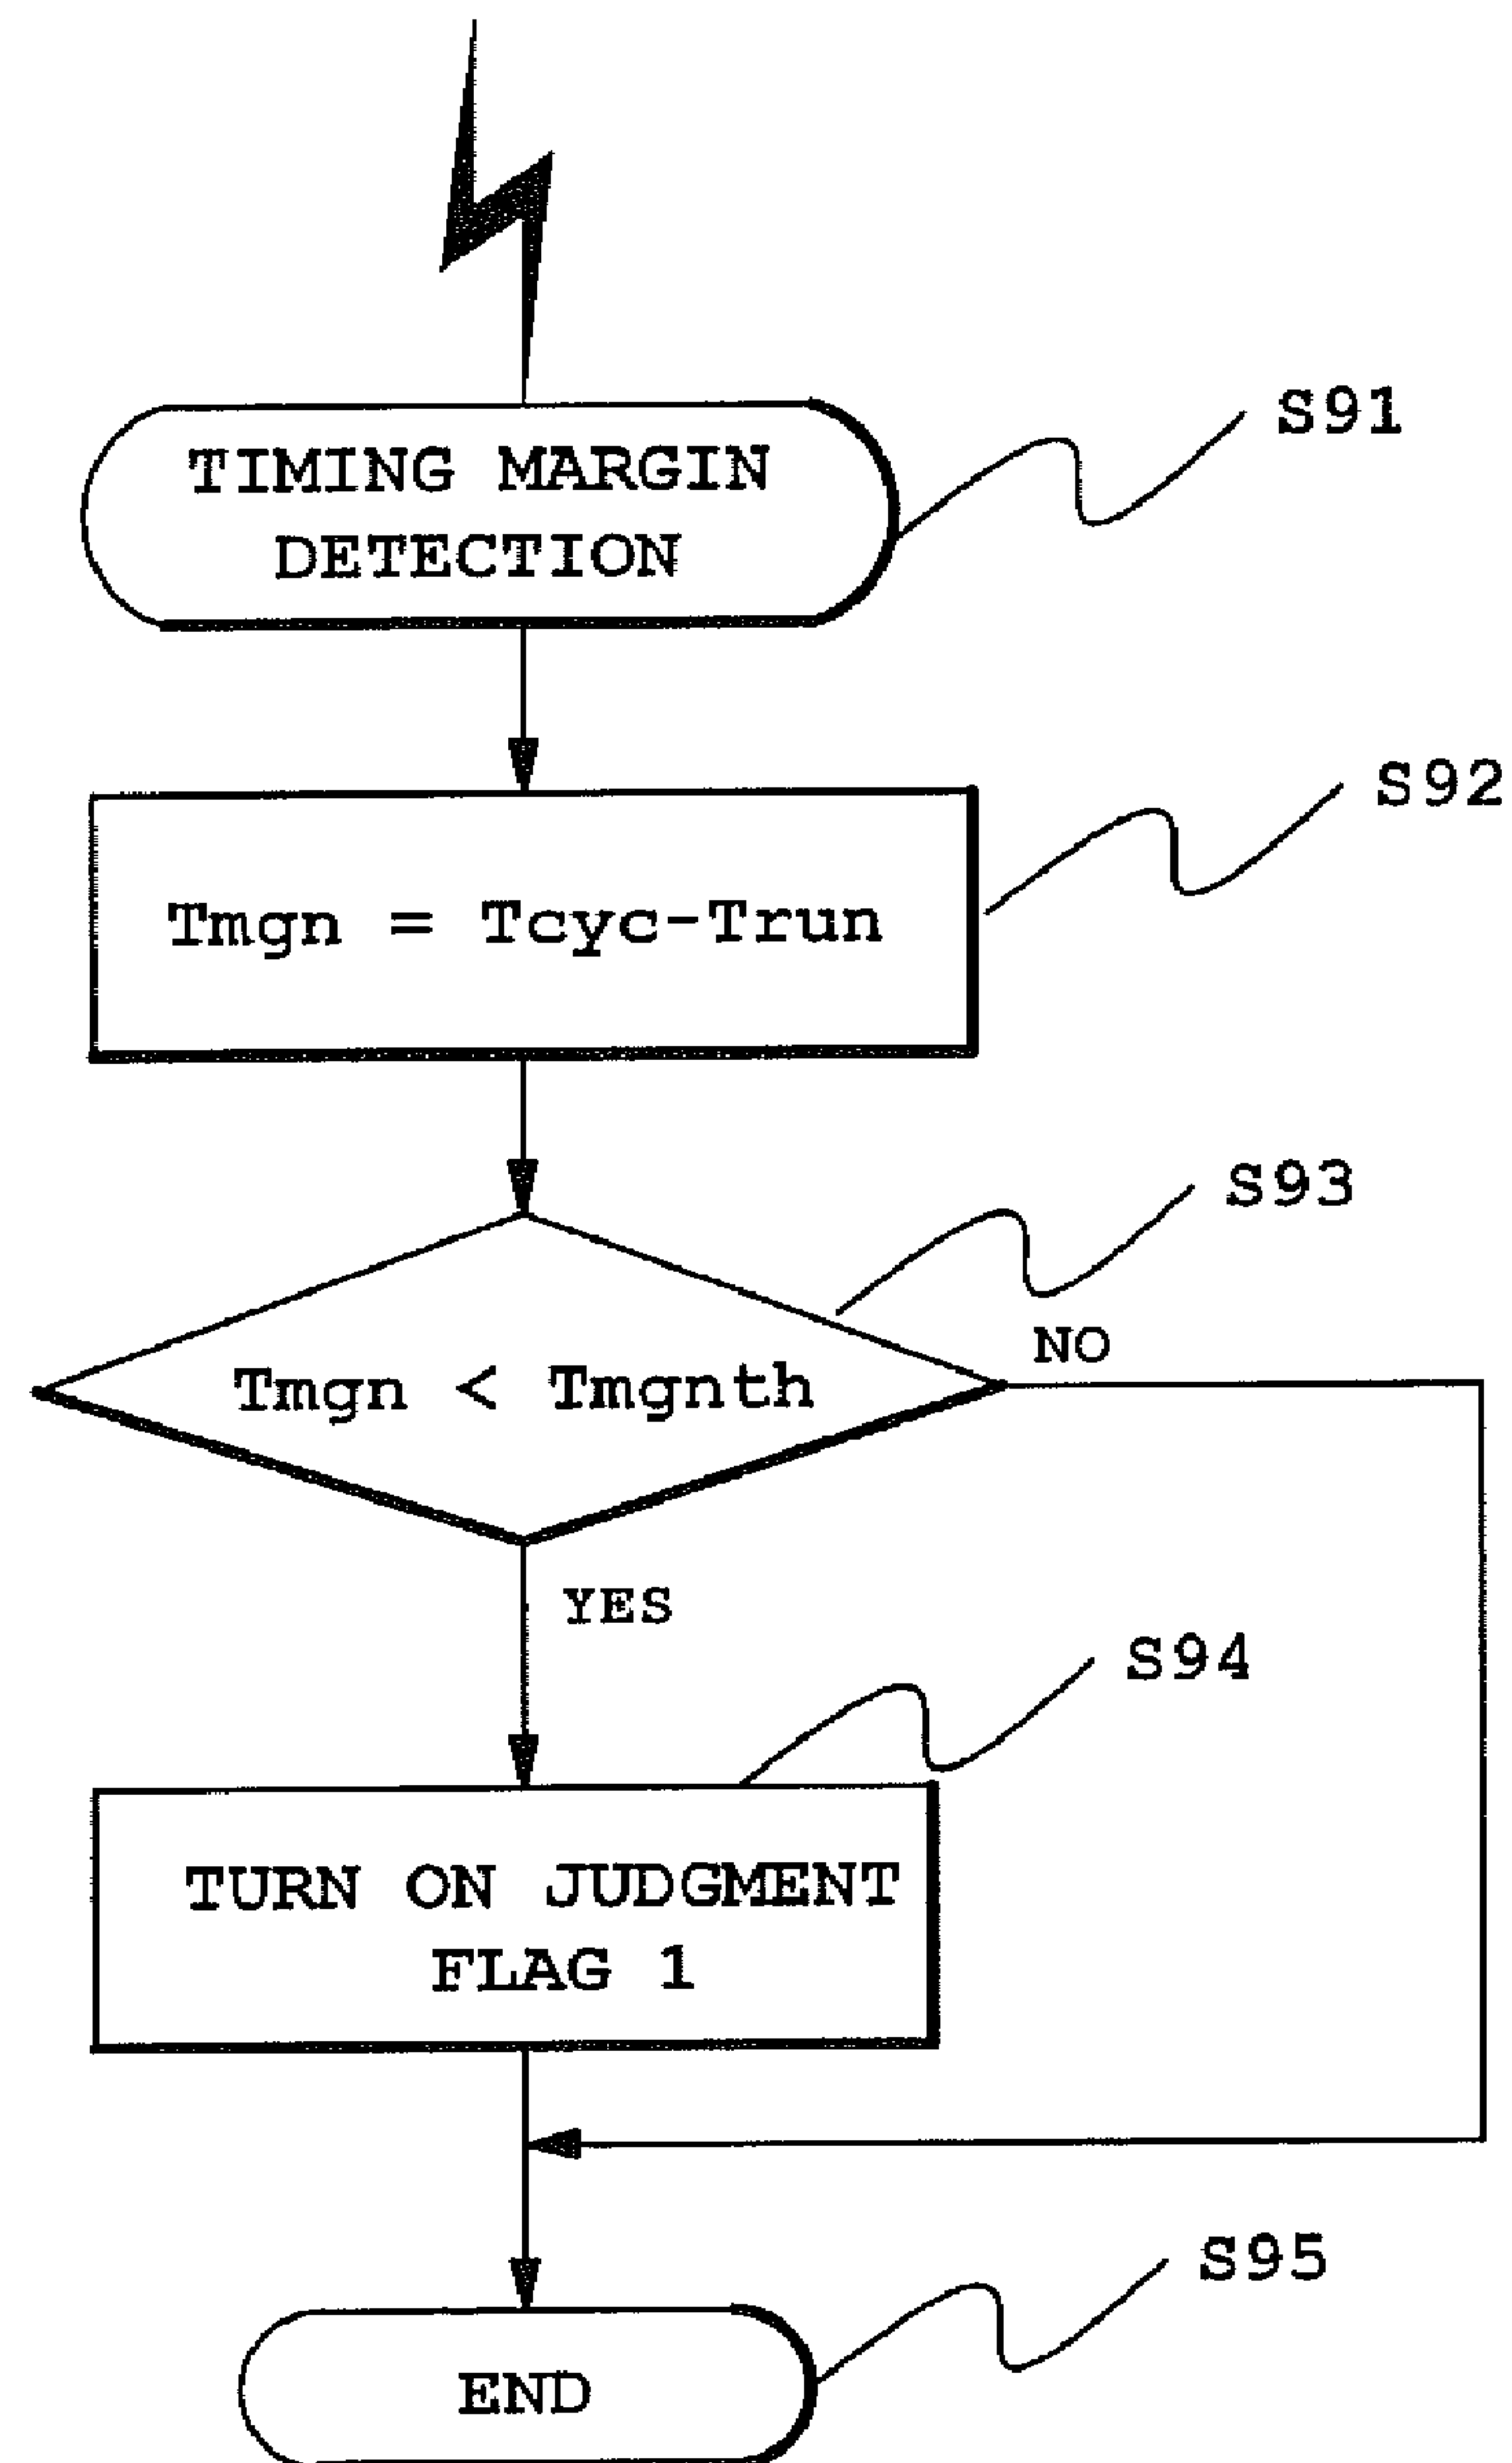 S91
TIMING MARGIN
DETECTION
S92
Tmgn = Tcyc-Trun
S93
Tmgn < Tmgnth
NO
YES
S94
TURN ON JUDGMENT
FLAG 1
S95
END